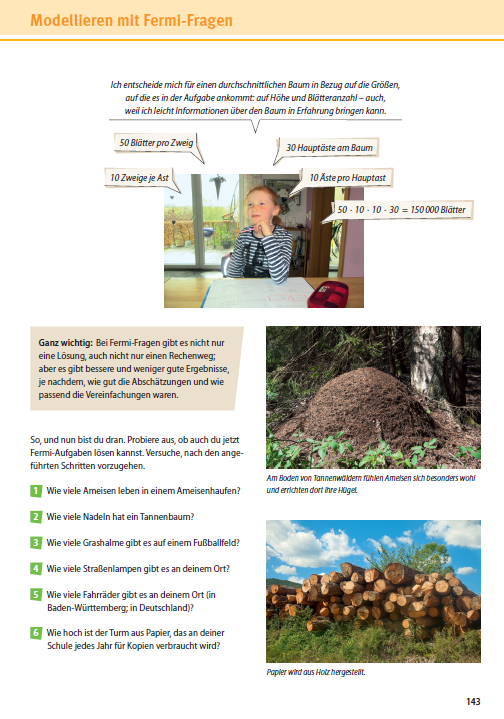 Modellieren mit Fermi-Fragen
Ich entscheide mich für einen durchschnittlichen Baum in Bezug auf die Größen,
auf die es in der Aufgabe ankommt: auf Höhe und Blätteranzahl – auch,
weil ich leicht Informationen über den Baum in Erfahrung bringen kann.
50 Blätter pro Zweig
30 Hauptäste am Baum
10 Zweige je Ast
10 Äste pro Hauptast
50 · 10 · 10 · 30 = 150 000 Blätter
Ganz wichtig: Bei Fermi-Fragen gibt es nicht nur
eine Lösung, auch nicht nur einen Rechenweg;
aber es gibt bessere und weniger gute Ergebnisse,
je nachdem, wie gut die Abschätzungen und wie
passend die Vereinfachungen waren.
So, und nun bist du dran. Probiere aus, ob auch du jetzt
Fermi-Aufgaben lösen kannst. Versuche, nach den ange-
führten Schritten vorzugehen.
1 Wie viele Ameisen leben in einem Ameisenhaufen?
2 Wie viele Nadeln hat ein Tannenbaum?
3 Wie viele Grashalme gibt es auf einem Fußballfeld?
4 Wie viele Straßenlampen gibt es an deinem Ort?
5 Wie viele Fahrräder gibt es an deinem Ort (in
Baden-Württemberg; in Deutschland)?
6 Wie hoch ist der Turm aus Papier, das an deiner
Schule jedes Jahr für Kopien verbraucht wird?
Am Boden von Tannenwäldern fühlen Ameisen sich besonders wohl
und errichten dort ihre Hügel.
Papier wird aus Holz hergestellt.
143